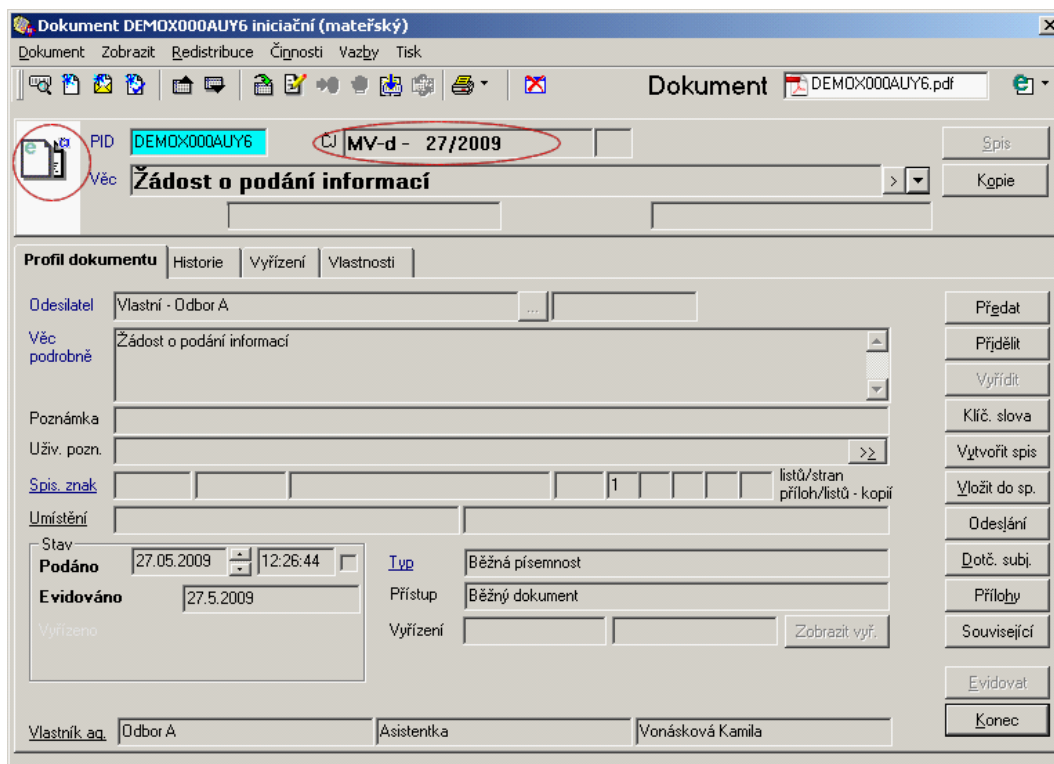 Dokument DEMOX000AUY6 iniciační (mateřský)
Dokument Zobrazit Redistribuce Činnosti Vazby Tisk
Dokument DEMOX000AUY6.pdf
PID DEMOX000AUY6 ČJ MV-d - 27/2009 Spis
Věc Žádost o podání informací > Kopie
Profil dokumentu Historie Vyřízení Vlastnosti
Odesilatel Vlastní - Odbor A ... Předat
Věc podrobně Žádost o podání informací Přidělit
Vyřídit
Poznámka Klíč. slova
Uživ. pozn. >> Vytvořit spis
Spis. znak 1 listů/stran příloh/listů - kopií Vložit do sp.
Umístění Odeslání
Stav
Podáno 27.05.2009 12:26:44 Typ Běžná písemnost Dotč. subj.
Evidováno 27.5.2009 Přístup Běžný dokument Přílohy
Vyřízeno Vyřízení Zobrazit vyř. Související
Evidovat
Konec
Vlastník ag. Odbor A Asistentka Vonásková Kamila